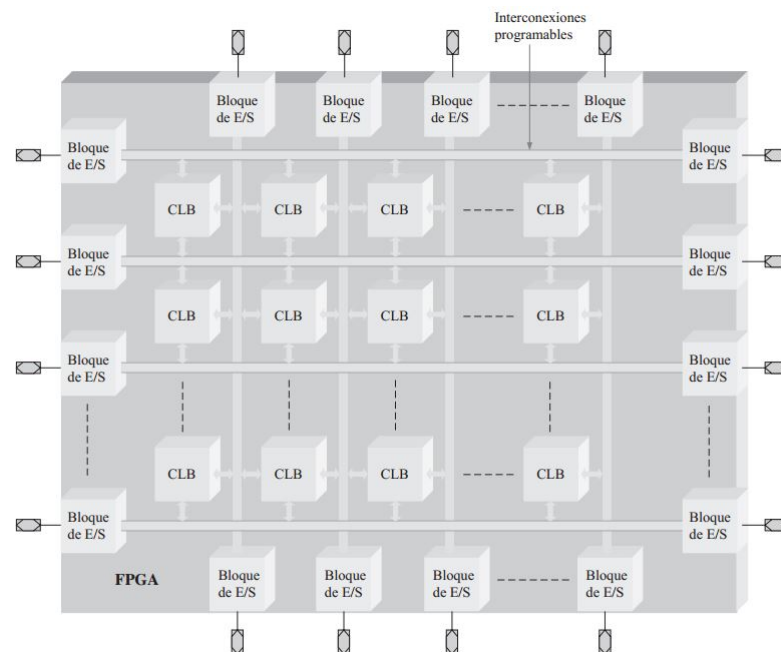 Interconexiones
programables
Bloque
de E/S
Bloque
de E/S
Bloque
de E/S
Bloque
de E/S
Bloque
de E/S
Bloque
de E/S
CLB
CLB
CLB
CLB
Bloque
de E/S
Bloque
de E/S
CLB
CLB
CLB
CLB
Bloque
de E/S
Bloque
de E/S
CLB
CLB
CLB
CLB
Bloque
de E/S
Bloque
de E/S
FPGA
Bloque
de E/S
Bloque
de E/S
Bloque
de E/S
Bloque
de E/S